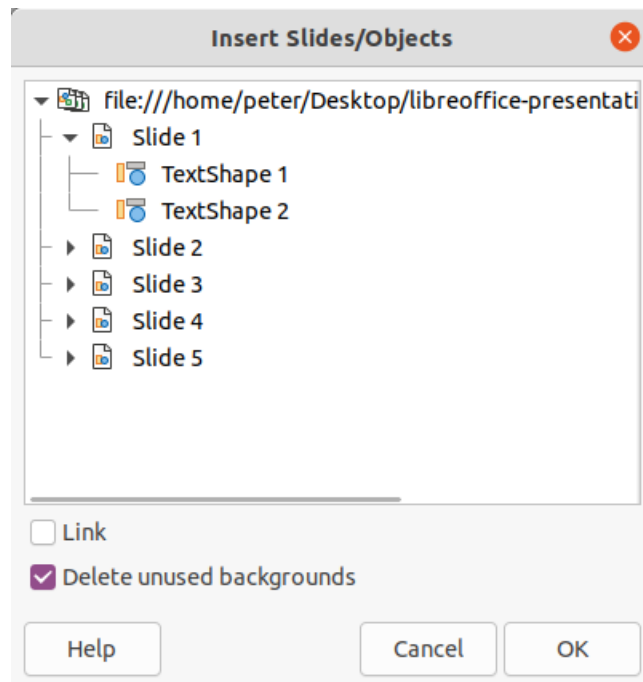 Insert Slides/Objects
file:///home/peter/Desktop/libreoffice-presentati
Slide 1
TextShape 1
TextShape 2
Slide 2
Slide 3
Slide 4
Slide 5
Link
Delete unused backgrounds
Help Cancel OK